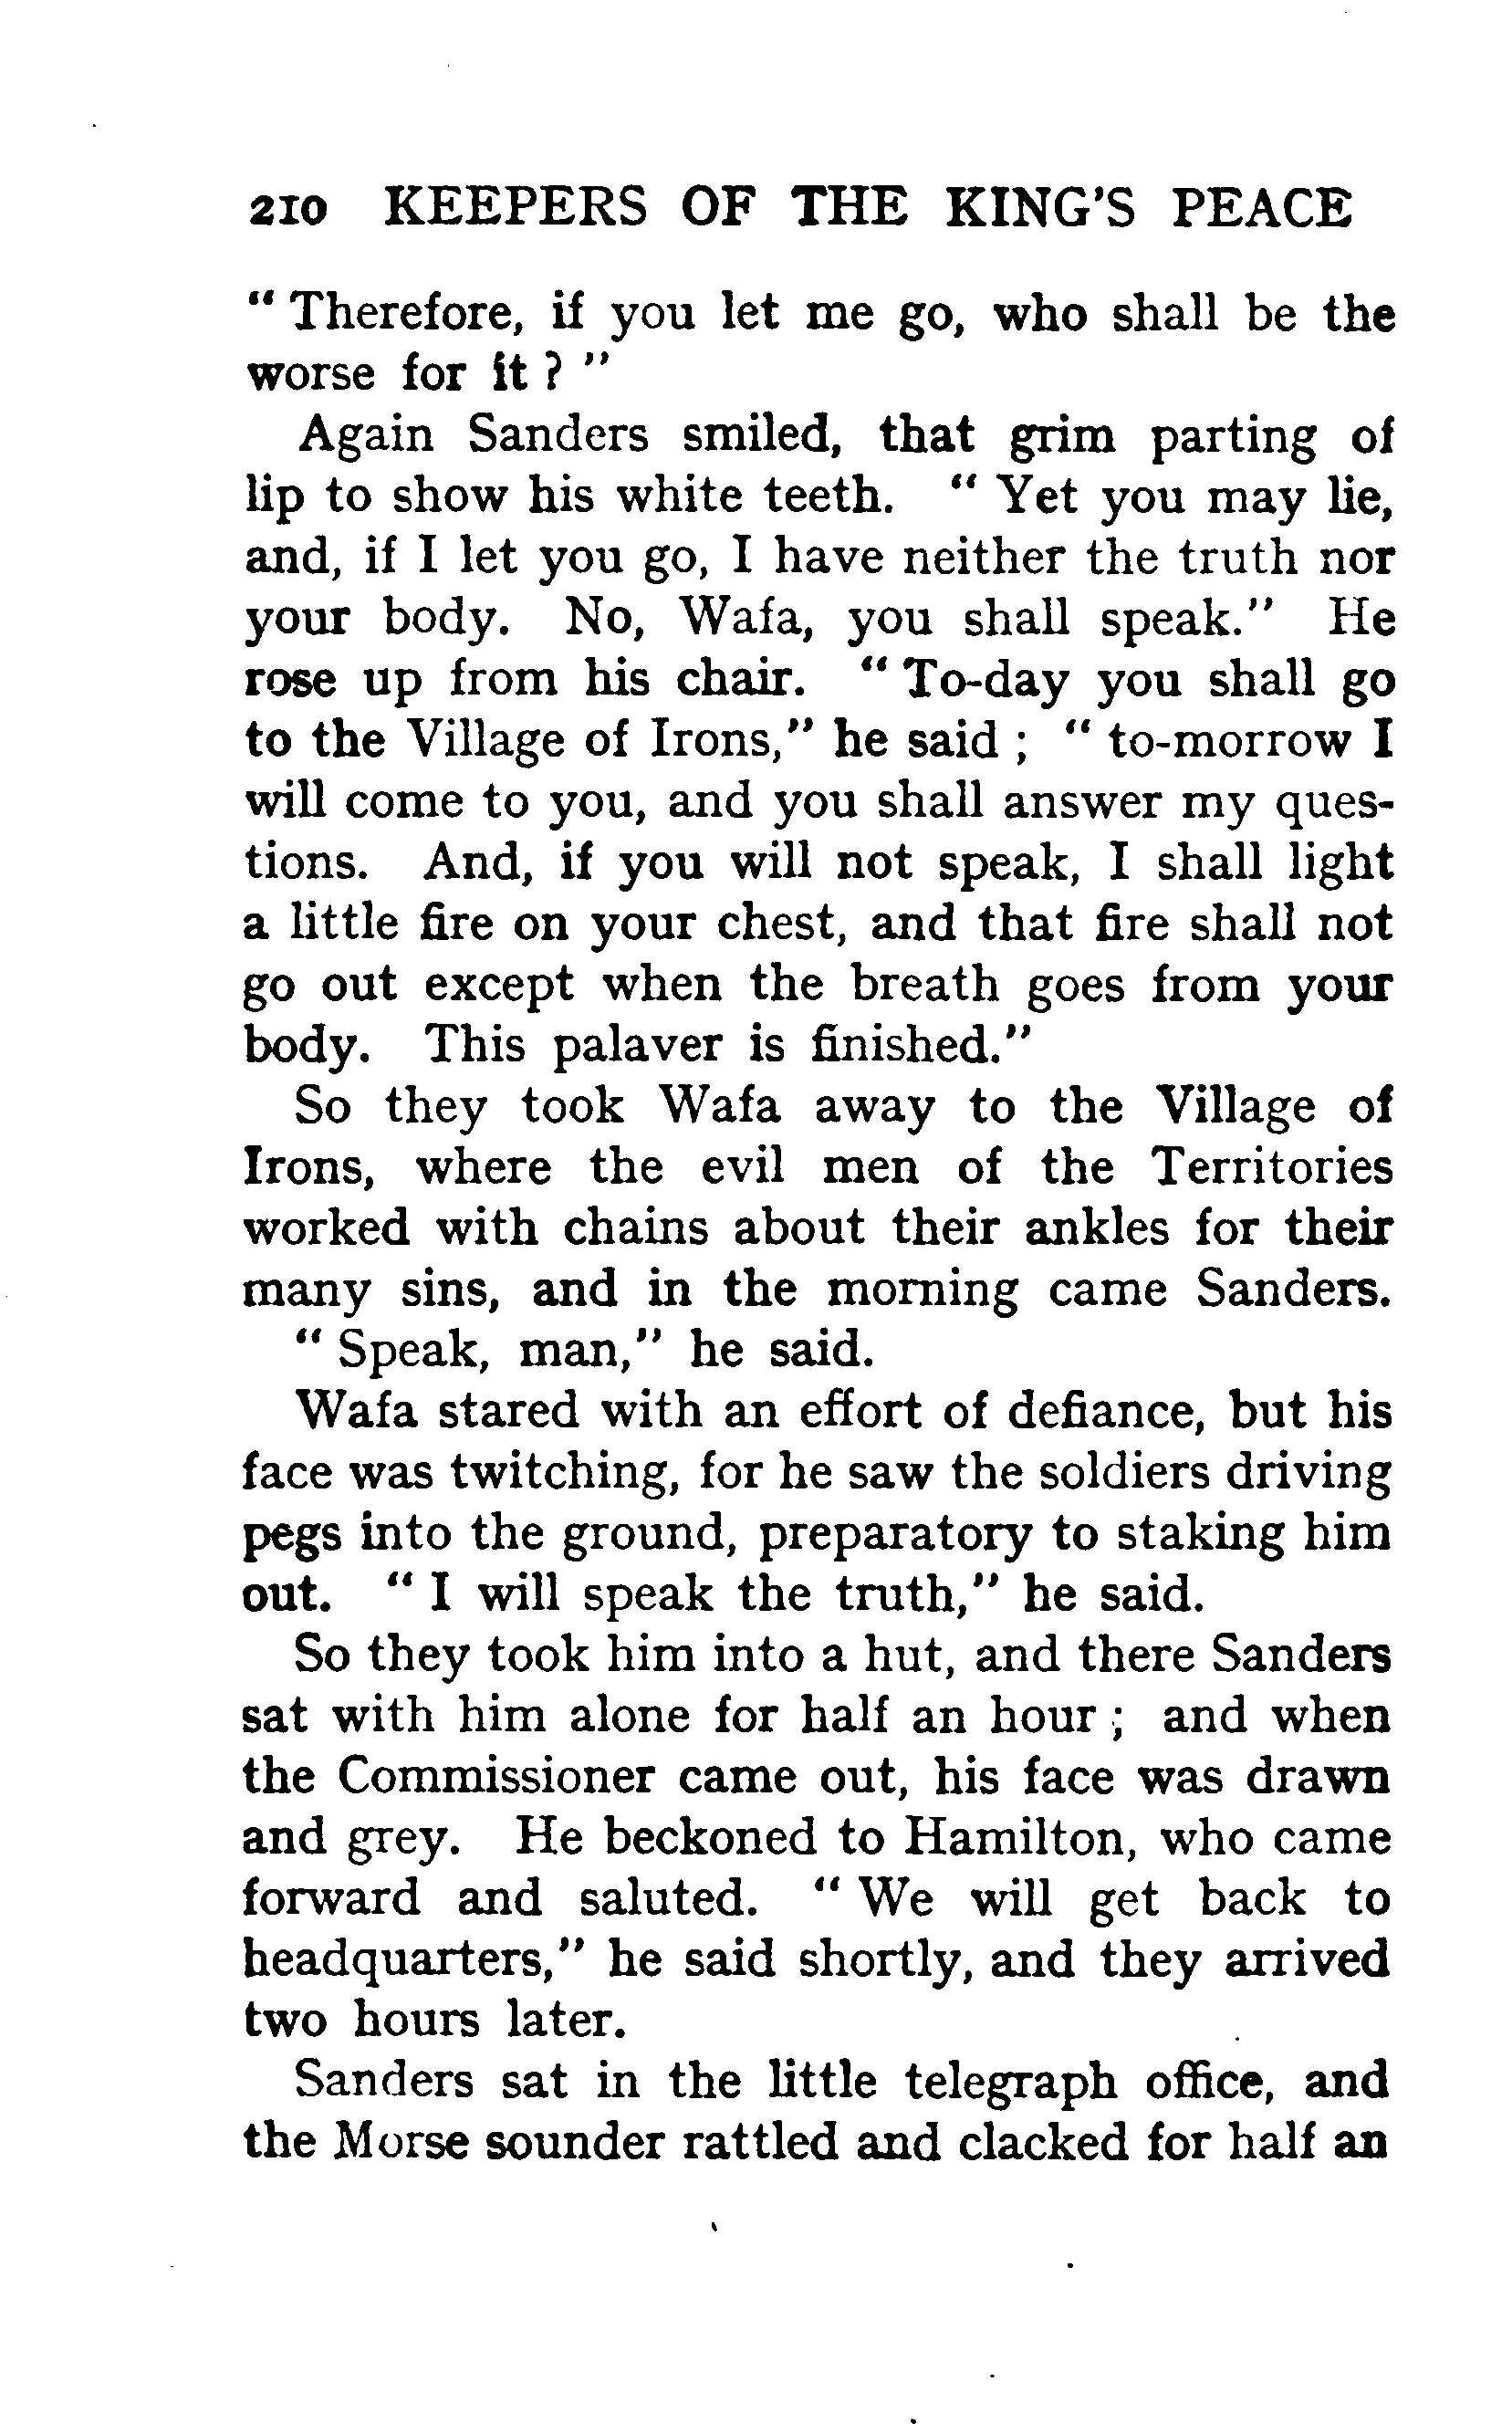 210 KEEPERS OF THE KING'S PEACE
" Therefore, if you let me go, who shall be the
worse for it ? "
Again Sanders smiled, that grim parting of
lip to show his white teeth. " Yet you may lie,
and, if I let you go, I have neither the truth nor
your body. No, Wafa, you shall speak." He
rose up from his chair. " To-day you shall go
to the Village of Irons," he said ; " to-morrow I
will come to you, and you shall answer my ques-
tions. And, if you will not speak, I shall light
a little fire on your chest, and that fire shall not
go out except when the breath goes from your
body. This palaver is finished."
So they took Wafa away to the Village of
Irons, where the evil men of the Territories
worked with chains about their ankles for their
many sins, and in the morning came Sanders.
" Speak, man," he said.
Wafa stared with an effort of defiance, but his
face was twitching, for he saw the soldiers driving
pegs into the ground, preparatory to staking him
out. " I will speak the truth," he said.
So they took him into a hut, and there Sanders
sat with him alone for half an hour ; and when
the Commissioner came out, his face was drawn
and grey. He beckoned to Hamilton, who came
forward and saluted. " We will get back to
headquarters," he said shortly, and they arrived
two hours later.
Sanders sat in the little telegraph office, and
the Morse sounder rattled and clacked for half an